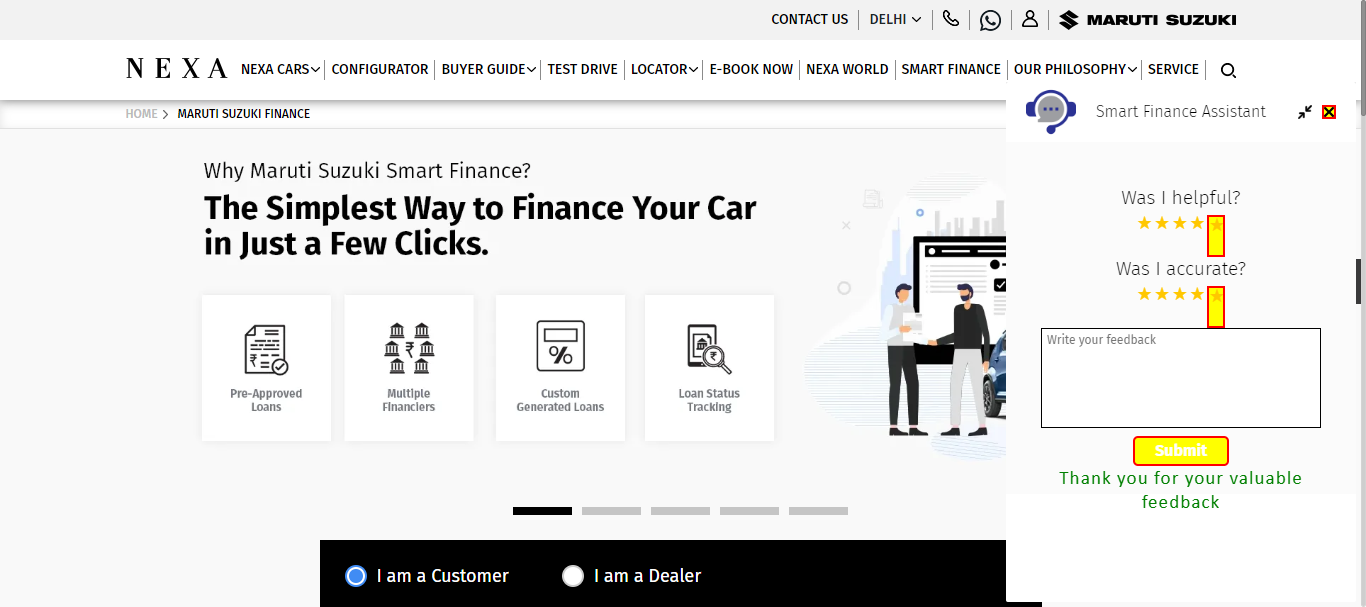 CONTACT US
DELHI
MARUTI SUZUKI
NEXA
NEXA CARS
CONFIGURATOR
BUYER GUIDE
TEST DRIVE
LOCATOR
E-BOOK NOW
NEXA WORLD
SMART FINANCE
OUR PHILOSOPHY
SERVICE
HOME
MARUTI SUZUKI FINANCE
Smart Finance Assistant
Why Maruti Suzuki Smart Finance?
The Simplest Way to Finance Your Car
in Just a Few Clicks.
Pre-Approved
Loans
Multiple
Financiers
Custom
Generated Loans
Loan Status
Tracking
Was I helpful?
Was I accurate?
Write your feedback
Submit
Thank you for your valuable
feedback
I am a Customer
I am a Dealer